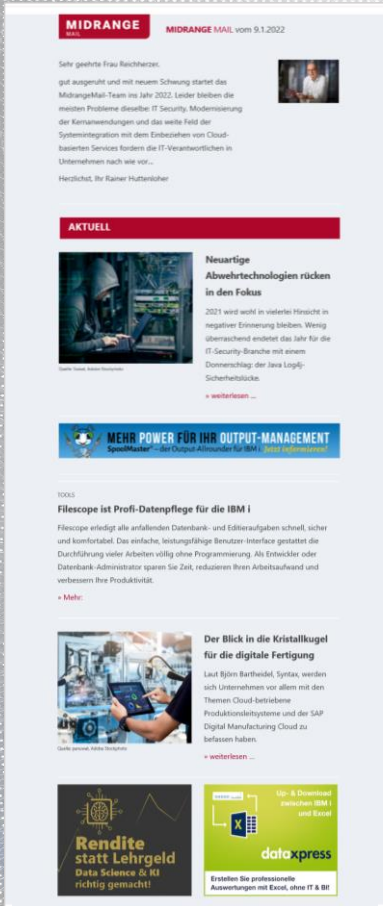 MIDRANGE
MAIL
MIDRANGE MAIL vom 9.1.2022
Sehr geehrte Frau Reichherzer,
gut ausgeruht und mit neuem Schwung startet das
MidrangeMail-Team ins Jahr 2022. Leider bleiben die
meisten Probleme dieselbe: IT Security, Modernisierung
der Kernanwendungen und das weite Feld der
Systemintegration mit dem Einbeziehen von Cloud-
basierten Services fordern die IT-Verantwortlichen in
Unternehmen nach wie vor...
Herzlichst, Ihr Rainer Huttenloher
AKTUELL
Neuartige
Abwehrtechnologien rücken
in den Fokus
2021 wird wohl in vielerlei Hinsicht in
negativer Erinnerung bleiben. Wenig
überraschend endetet das Jahr für die
IT-Security-Branche mit einem
Donnerschlag: der Java Log4j-
Sicherheitslücke.
» weiterlesen ...
MEHR POWER FÜR IHR OUTPUT-MANAGEMENT
SpoolMaster® – der Output-Allrounder für IBM i. Jetzt informieren!
TOOLS
Filescope ist Profi-Datenpflege für die IBM i
Filescope erledigt alle anfallenden Datenbank- und Editieraufgaben schnell, sicher
und komfortabel. Das einfache, leistungsfähige Benutzer-Interface gestattet die
Durchführung vieler Arbeiten völlig ohne Programmierung. Als Entwickler oder
Datenbank-Administrator sparen Sie Zeit, reduzieren Ihren Arbeitsaufwand und
verbessern Ihre Produktivität.
» Mehr:
Der Blick in die Kristallkugel
für die digitale Fertigung
Laut Björn Bartheidel, Syntax, werden
sich Unternehmen vor allem mit den
Themen Cloud-betriebene
Produktionsleitsysteme und der SAP
Digital Manufacturing Cloud zu
befassen haben.
» weiterlesen ...
Rendite
statt Lehrgeld
Data Science & KI
richtig gemacht!
Up- & Download
zwischen IBM i
und Excel
dataxpress
Erstellen Sie professionelle
Auswertungen mit Excel, ohne IT & BI!